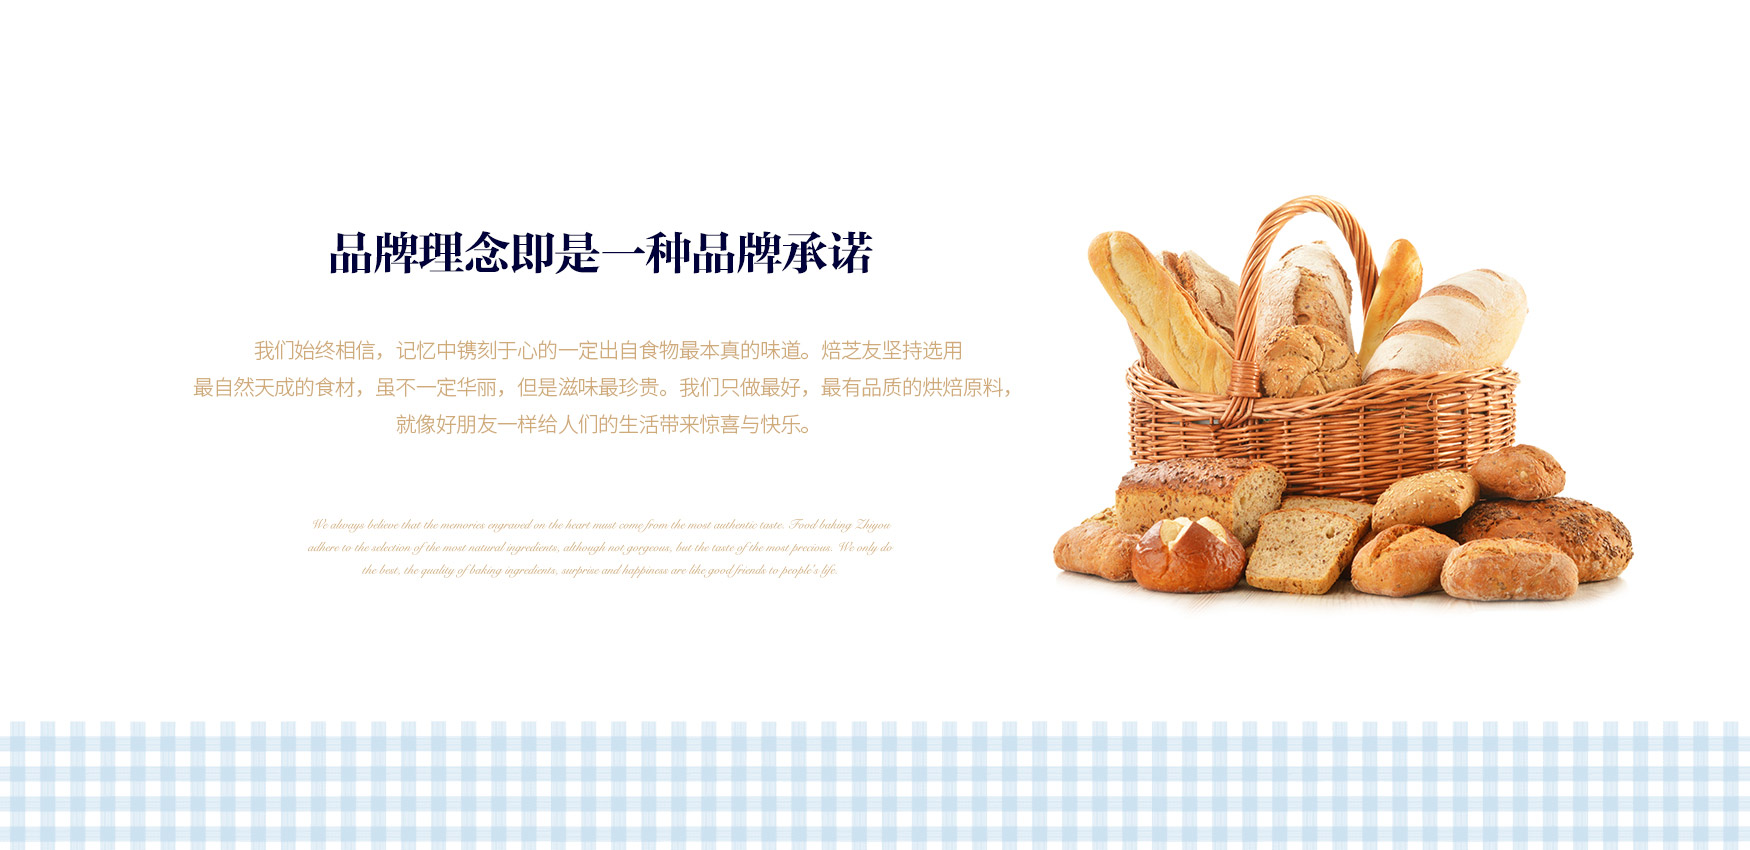 品牌理念即是一种品牌承诺
我们始终相信，记忆中镌刻于心的一定出自食物最本真的味道。焙芝友坚持选用
最自然天成的食材，虽不一定华丽，但是滋味最珍贵。我们只做最好，最有品质的烘焙原料，
就像好朋友一样给人们的生活带来惊喜与快乐。
We always believe that the memories engraved on the heart must come from the most authentic taste. Food baking Zhiyou
adhere to the selection of the most natural ingredients, although not gorgeous, but the taste of the most precious. We only do
the best, the quality of baking ingredients, surprise and happiness are like good friends to people's life.